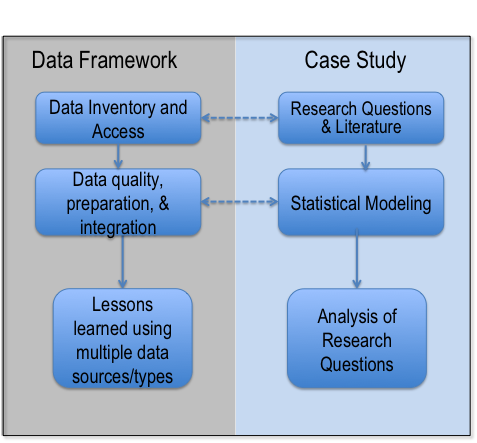 Data Framework
Case Study
Data Inventory and
Access
Research Questions
& Literature
Data quality,
preparation, &
integration
Statistical Modeling
Lessons
learned using
multiple data
sources/types
Analysis of
Research
Questions